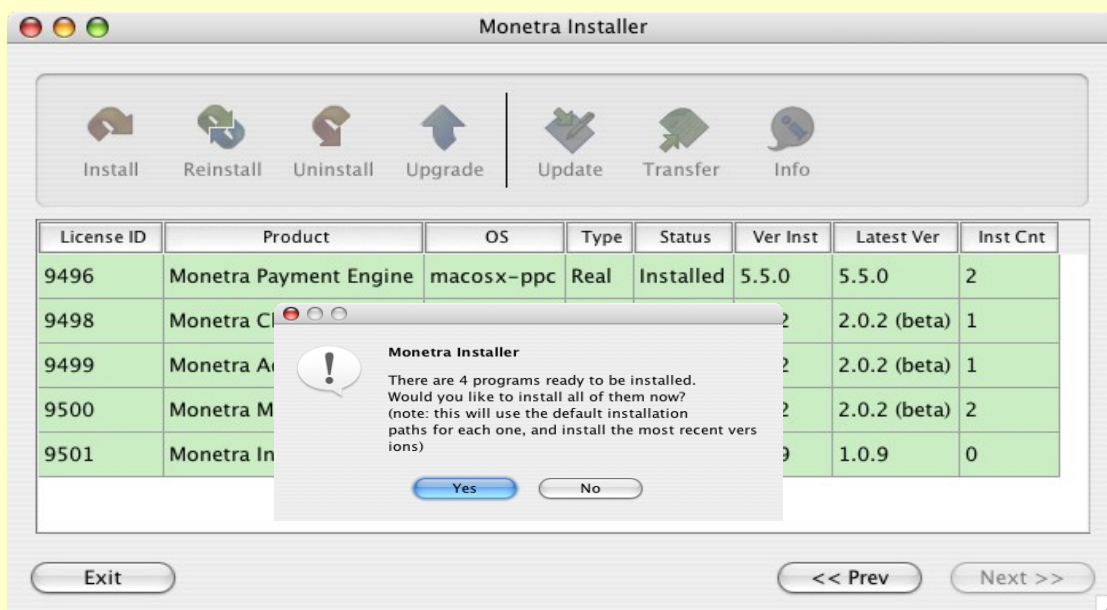 Monetra Installer
Install Reinstall Uninstall Upgrade Update Transfer Info
License ID Product OS Type Status Ver Inst Latest Ver Inst Cnt
9496 Monetra Payment Engine macosx-ppc Real Installed 5.5.0 5.5.0 2
9498 Monetra Cl 2 2.0.2 (beta) 1
9499 Monetra A 2 2.0.2 (beta) 1
9500 Monetra M 2 2.0.2 (beta) 2
9501 Monetra In 9 1.0.9 0
Monetra Installer
There are 4 programs ready to be installed.
Would you like to install all of them now?
(note: this will use the default installation
paths for each one, and install the most recent vers
ions)
Yes No
Exit << Prev Next >>